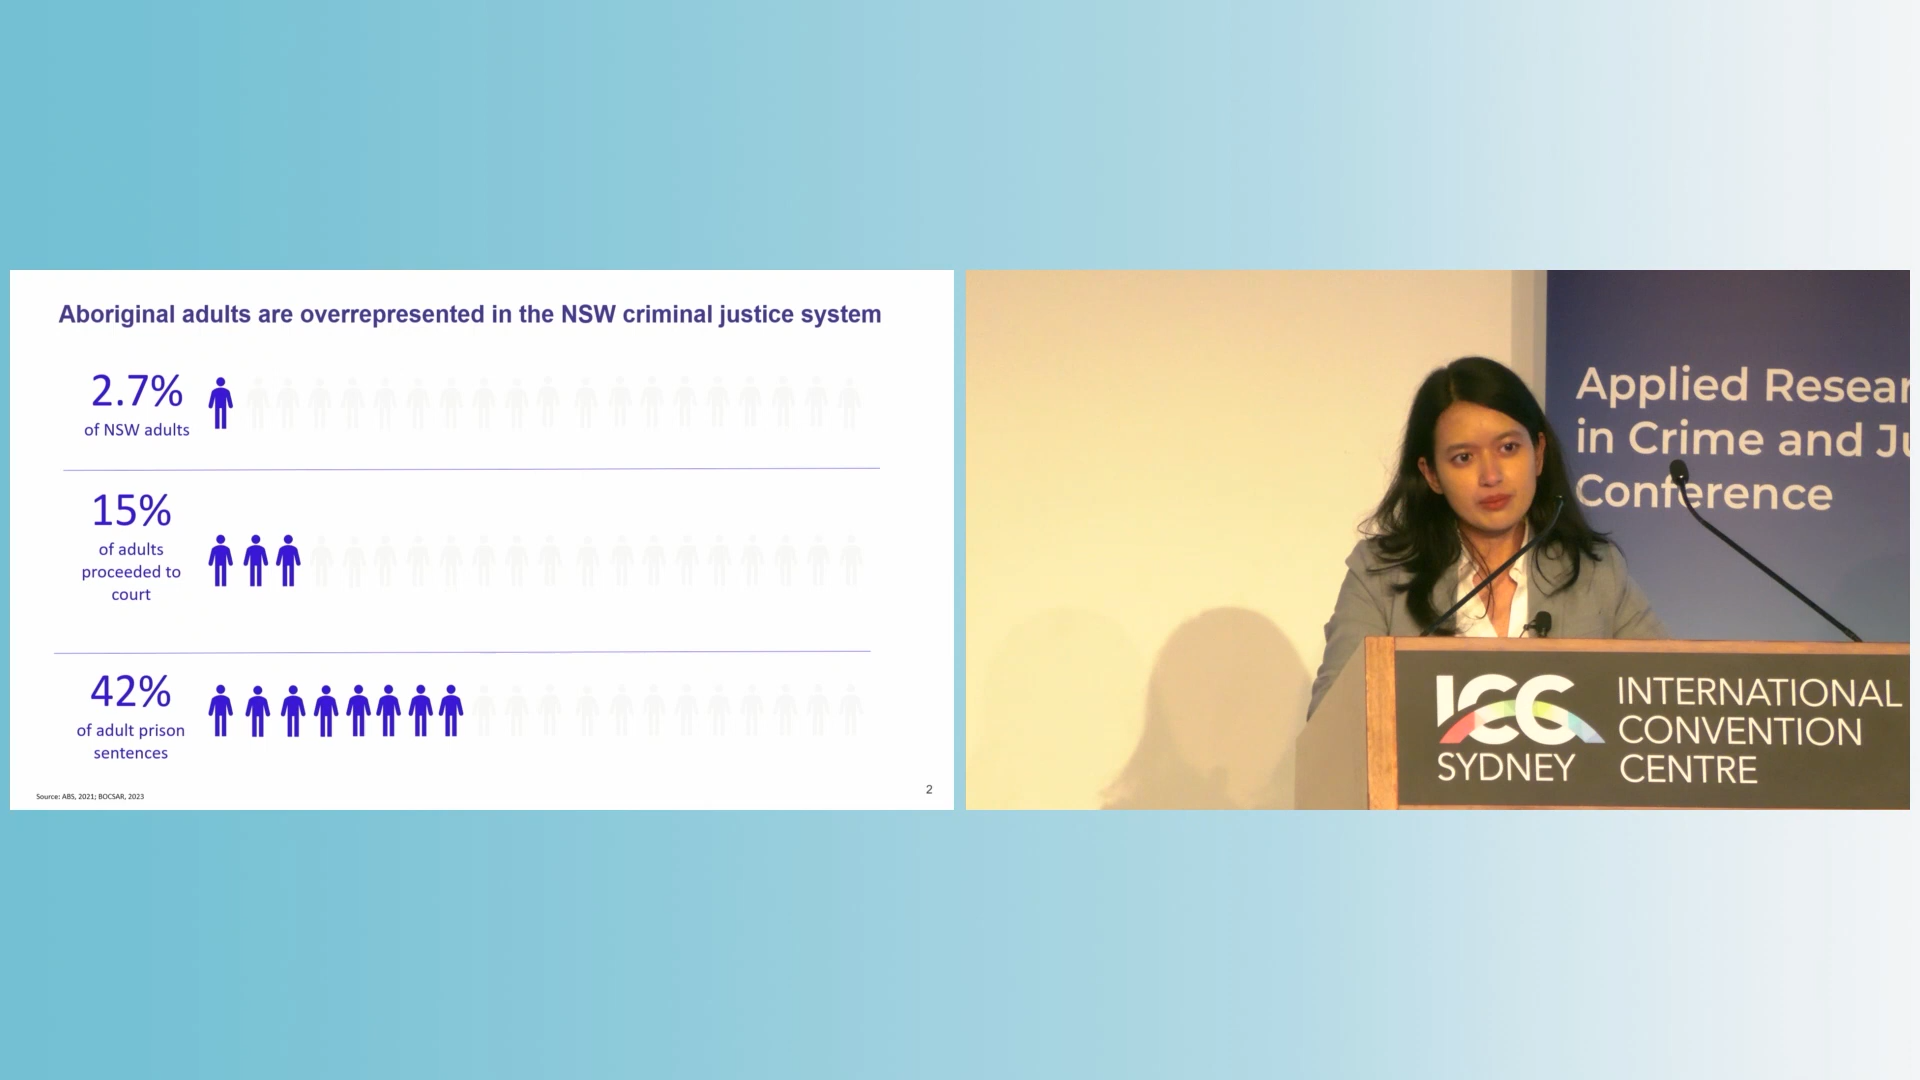 Aboriginal adults are overrepresented in the NSW criminal justice system
2.7%
of NSW adults
15%
of adults
proceeded to
court
42%
of adult prison
sentences
Source: ABS, 2021; BOCSAR, 2023
2
Applied Resear
in Crime and Ju
Conference
ICC
SYDNEY
INTERNATIONAL
CONVENTION
CENTRE